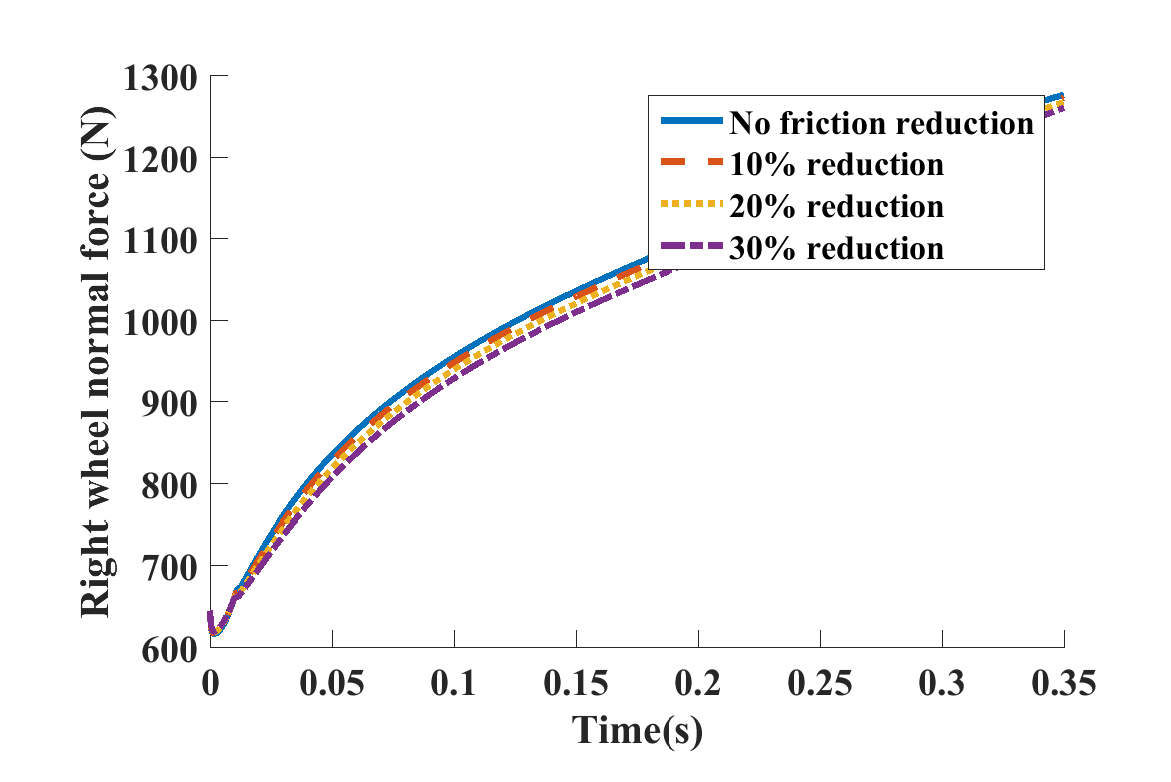 1300
1200
1100
1000
900
800
700
600
Right wheel normal force (N)
No friction reduction
10% reduction
20% reduction
30% reduction
0 0.05 0.1 0.15 0.2 0.25 0.3 0.35
Time(s)